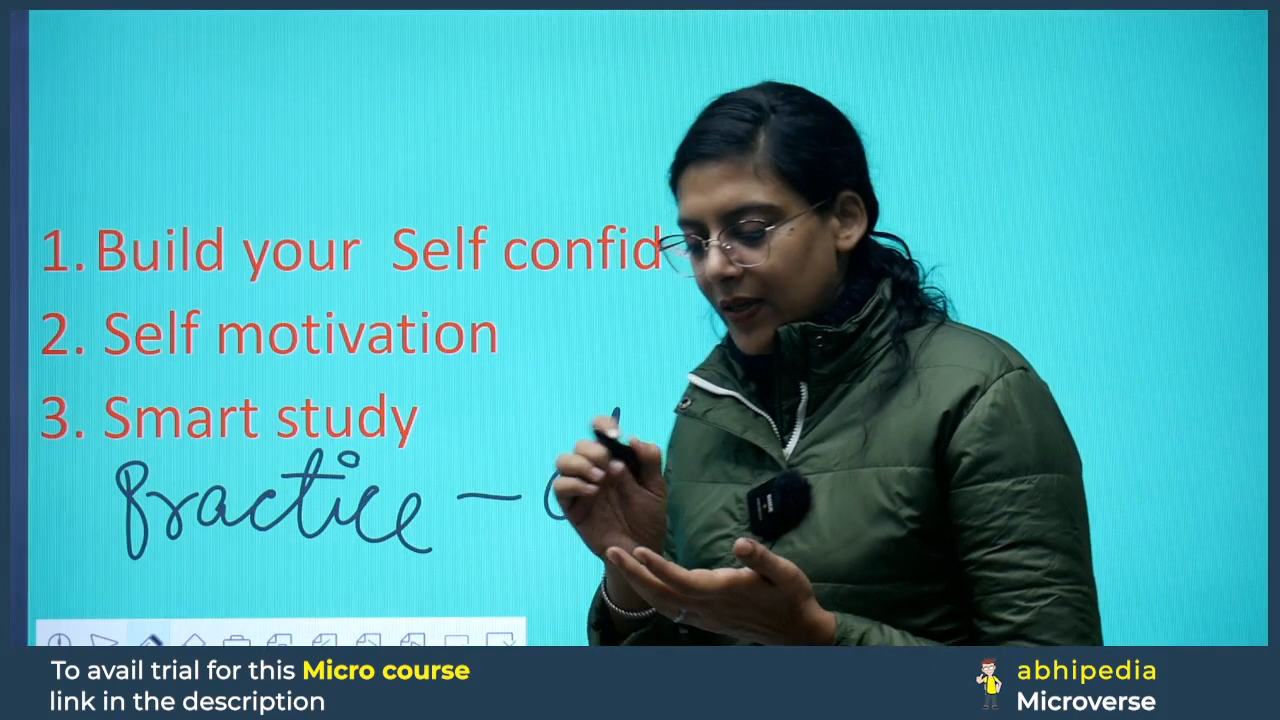 1. Build your Self confid
2. Self motivation
3. Smart study
Practice –
To avail trial for this Micro course
link in the description
abhipedia
Microverse